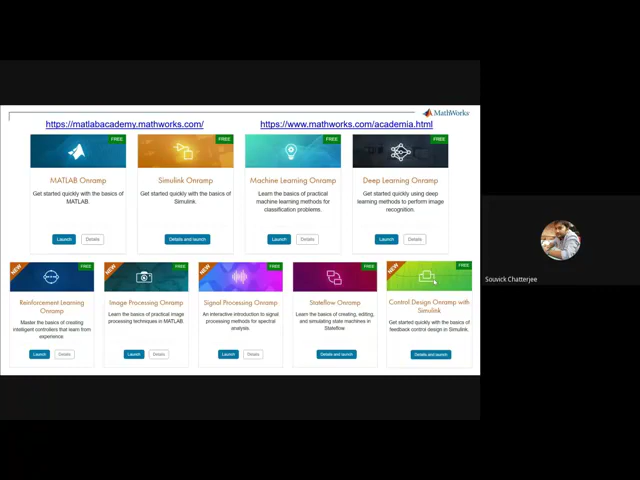 MathWorks
https://matlabacademy.mathworks.com/
https://www.mathworks.com/academia.html
FREE
FREE
FREE
FREE
MATLAB Onramp
Simulink Onramp
Machine Learning Onramp
Deep Learning Onramp
Get started quickly with the basics of
MATLAB.
Get started quickly with the basics of
Simulink.
Learn the basics of practical
machine learning methods for
classification problems.
Get started quickly using deep
learning methods to perform image
recognition.
Launch
Details
Details and launch
Launch
Details
Launch
Details
NEW
FREE
NEW
FREE
NEW
FREE
FREE
NEW
FREE
Reinforcement Learning
Onramp
Master the basics of creating
intelligent controllers that learn from
experience.
Image Processing Onramp
Learn the basics of practical image
processing techniques in MATLAB.
Signal Processing Onramp
An interactive introduction to signal
processing methods for spectral
analysis.
Stateflow Onramp
Learn the basics of creating, editing,
and simulating state machines in
Stateflow
Control Design Onramp with
Simulink
Get started quickly with the basics of
feedback control design in Simulink.
Launch
Details
Launch
Details
Launch
Details
Details and launch
Details and launch
Souvick Chatterjee